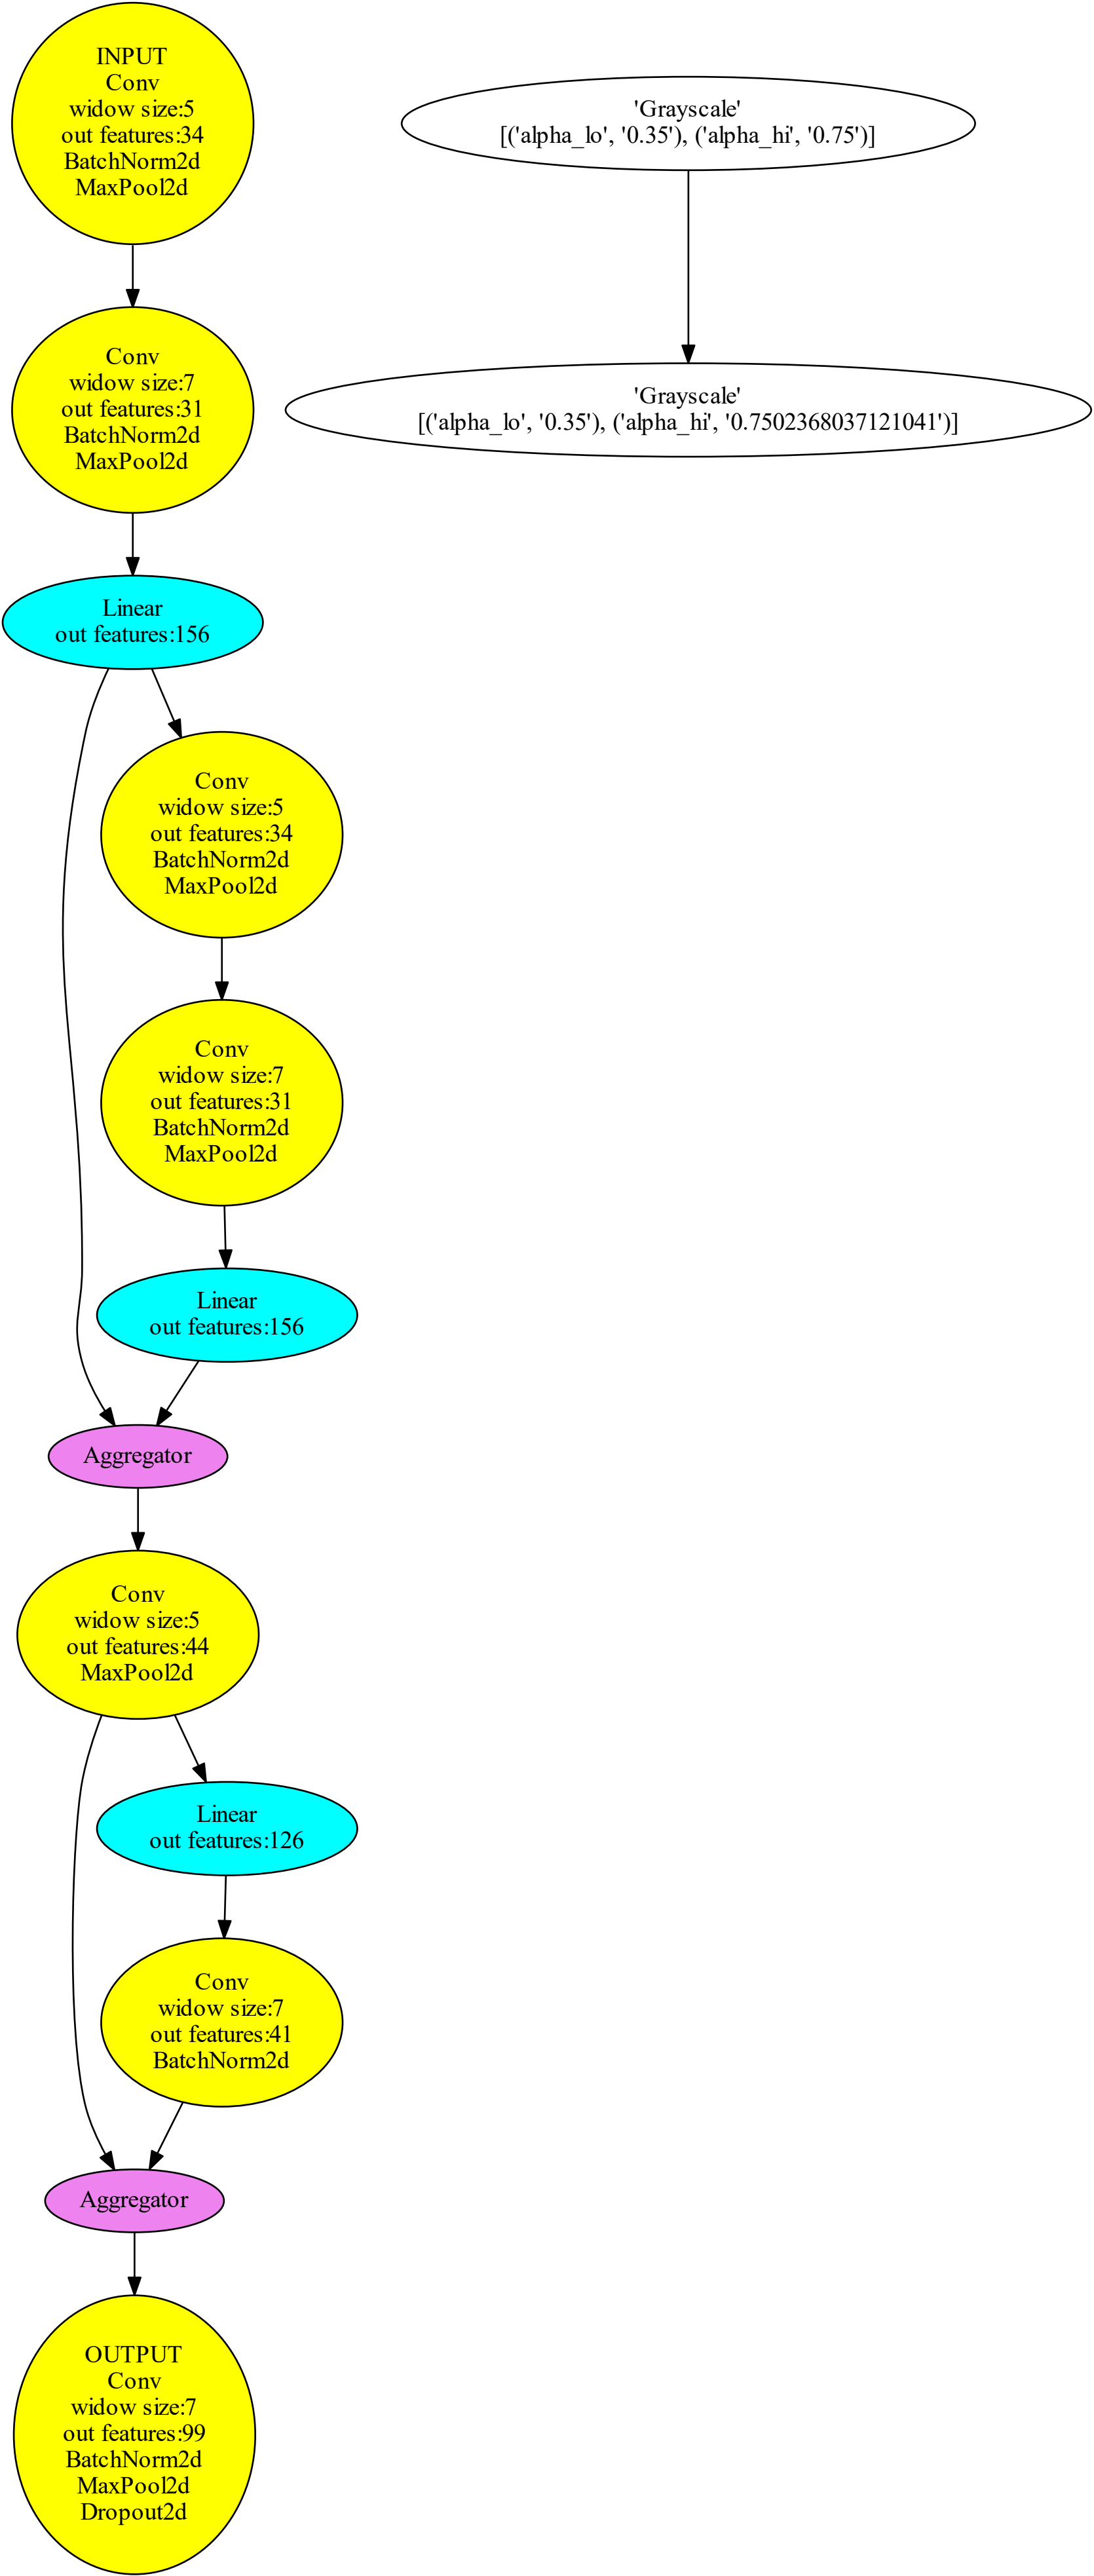 INPUT
Conv
widow size:5
out features:34
BatchNorm2d
MaxPool2d
'Grayscale'
[('alpha_lo', '0.35'), ('alpha_hi', '0.75')]
Conv
widow size:7
out features:31
BatchNorm2d
MaxPool2d
'Grayscale'
[('alpha_lo', '0.35'), ('alpha_hi', '0.7502368037121041')]
Linear
out features:156
Conv
widow size:5
out features:34
BatchNorm2d
MaxPool2d
Conv
widow size:7
out features:31
BatchNorm2d
MaxPool2d
Linear
out features:156
Aggregator
Conv
widow size:5
out features:44
MaxPool2d
Linear
out features:126
Conv
widow size:7
out features:41
BatchNorm2d
Aggregator
OUTPUT
Conv
widow size:7
out features:99
BatchNorm2d
MaxPool2d
Dropout2d